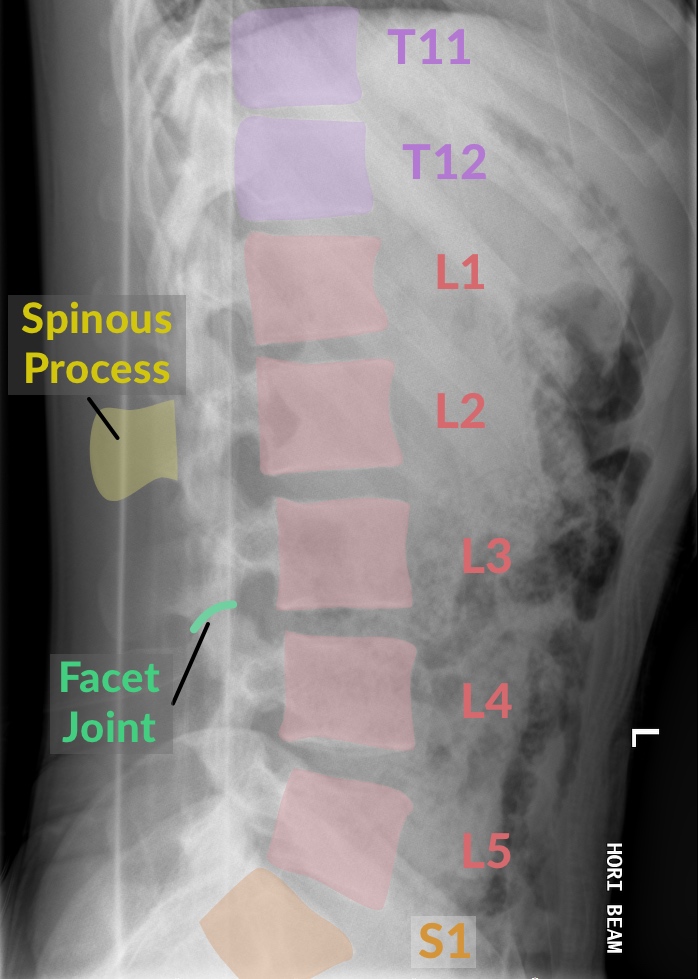 T11
T12
L1
Spinous
Process
L2
L3
Facet
Joint
L4
L
L5
HORI BEAM
S1